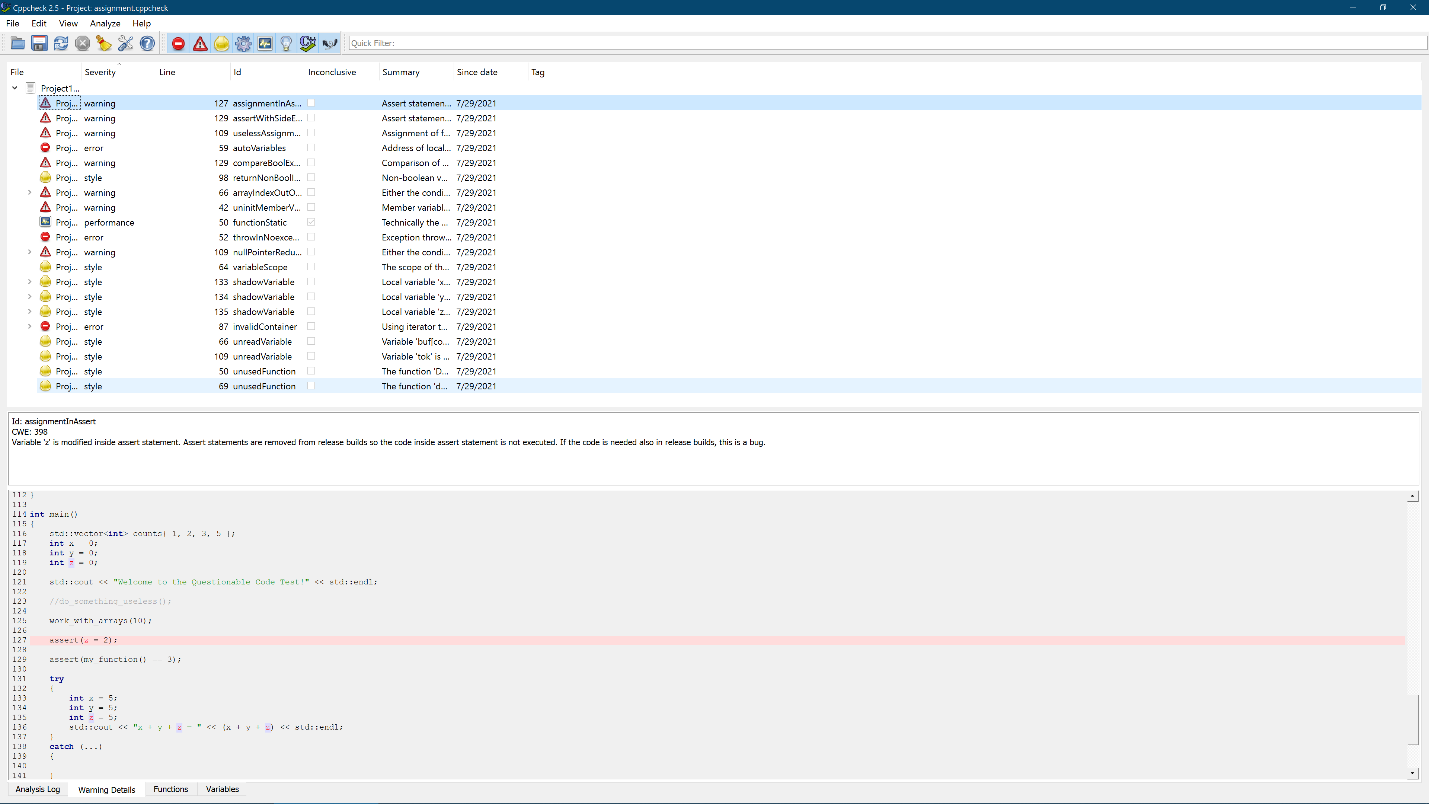 Cppcheck 2.5 - Project: assignment.cppcheck
File Edit View Analyze Help
Quick Filter:
File Severity Line Id Inconclusive Summary Since date Tag
Project1...
Proj... warning 127 assignmentInAs... Assert statemen... 7/29/2021
Proj... warning 129 assertWithSideE... Assert statemen... 7/29/2021
Proj... warning 109 uselessAssignm... Assignment of f... 7/29/2021
Proj... error 59 autoVariables Address of local... 7/29/2021
Proj... warning 129 compareBoolEx... Comparison of ... 7/29/2021
Proj... style 98 returnNonBoolI... Non-boolean v... 7/29/2021
Proj... warning 66 arrayIndexOutO... Either the condi... 7/29/2021
Proj... warning 42 uninitMemberV... Member variabl... 7/29/2021
Proj... performance 50 functionStatic Technically the ... 7/29/2021
Proj... error 52 throwInNoexce... Exception throw... 7/29/2021
Proj... warning 109 nullPointerRedu... Either the condi... 7/29/2021
Proj... style 64 variableScope The scope of th... 7/29/2021
Proj... style 133 shadowVariable Local variable 'x... 7/29/2021
Proj... style 134 shadowVariable Local variable 'y... 7/29/2021
Proj... style 135 shadowVariable Local variable 'z... 7/29/2021
Proj... error 87 invalidContainer Using iterator t... 7/29/2021
Proj... style 66 unreadVariable Variable 'buf[co... 7/29/2021
Proj... style 109 unreadVariable Variable 'tok' is ... 7/29/2021
Proj... style 50 unusedFunction The function 'D... 7/29/2021
Proj... style 69 unusedFunction The function 'd... 7/29/2021
Id: assignmentInAssert
CWE: 398
Variable 'z' is modified inside assert statement. Assert statements are removed from release builds so the code inside assert statement is not executed. If the code is needed also in release builds, this is a bug.
112 }
113
114 int main()
115 {
116 std::vector<int> counts{ 1, 2, 3, 5 };
117 int x = 0;
118 int y = 0;
119 int z = 0;
120
121 std::cout << "Welcome to the Questionable Code Test!" << std::endl;
122
123 //do_something_useless();
124
125 work_with_arrays(10);
126
127 assert(z = 2);
128
129 assert(my_function() == 3);
130
131 try
132 {
133 int x = 5;
134 int y = 5;
135 int z = 5;
136 std::cout << "x + y + z = " << (x + y + z) << std::endl;
137 }
138 catch (...)
139 {
140
141 }
Analysis Log Warning Details Functions Variables